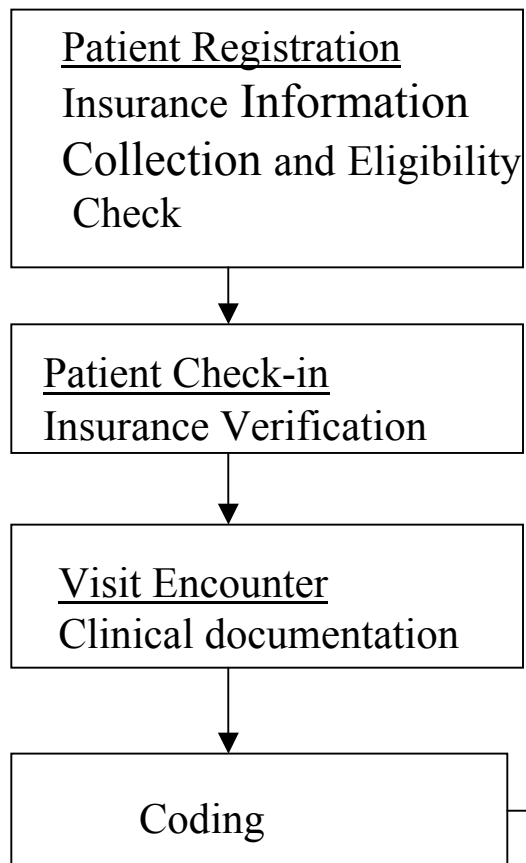 Patient Registration
Insurance Information
Collection and Eligibility
Check
Patient Check-in
Insurance Verification
Visit Encounter
Clinical documentation
Coding